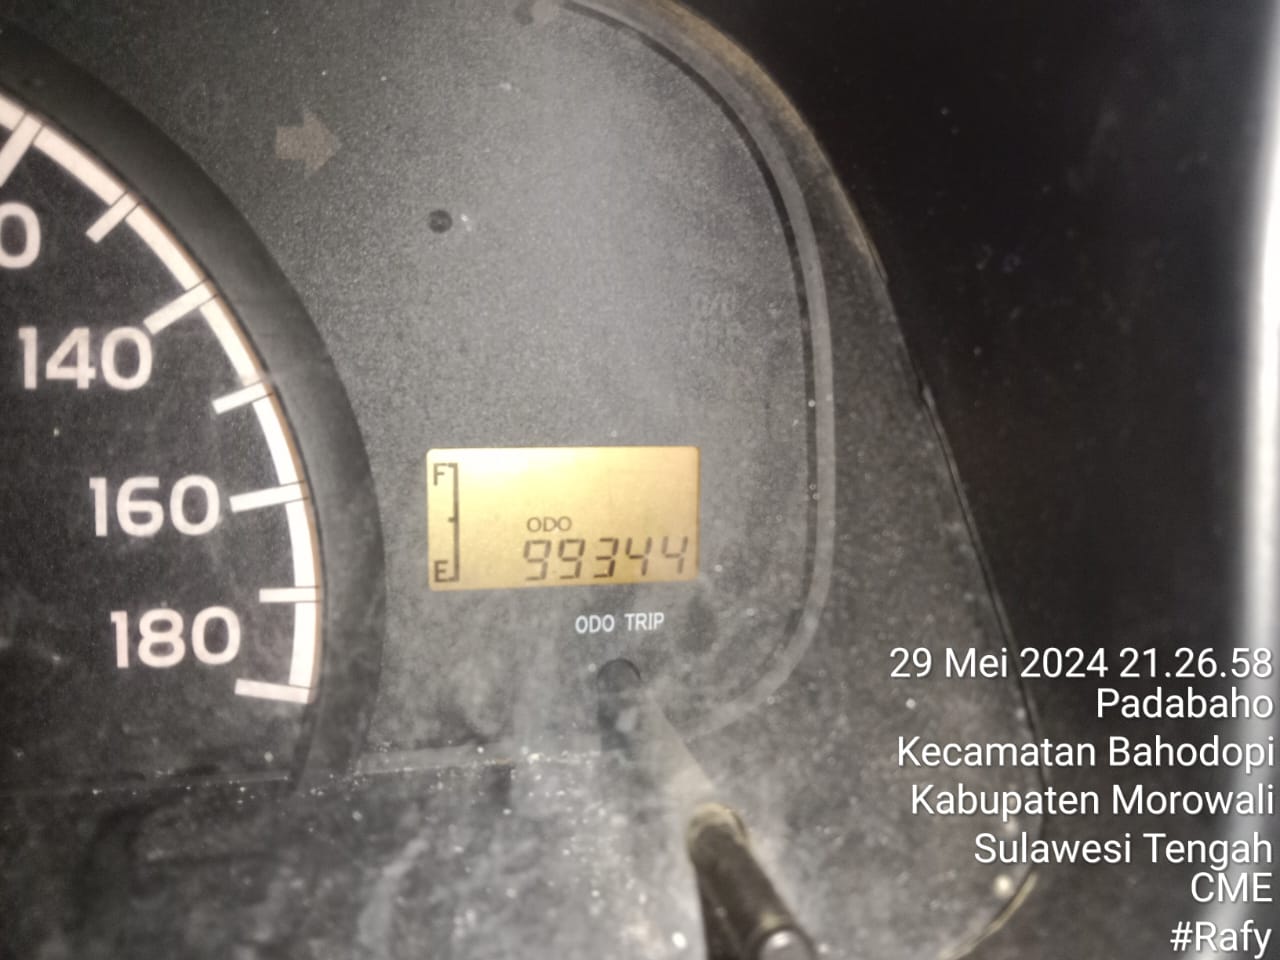 0
140
160
180
F
ODO
99344
E
ODO TRIP
29 Mei 2024 21.26.58
Padabaho
Kecamatan Bahodopi
Kabupaten Morowali
Sulawesi Tengah
CME
#Rafy